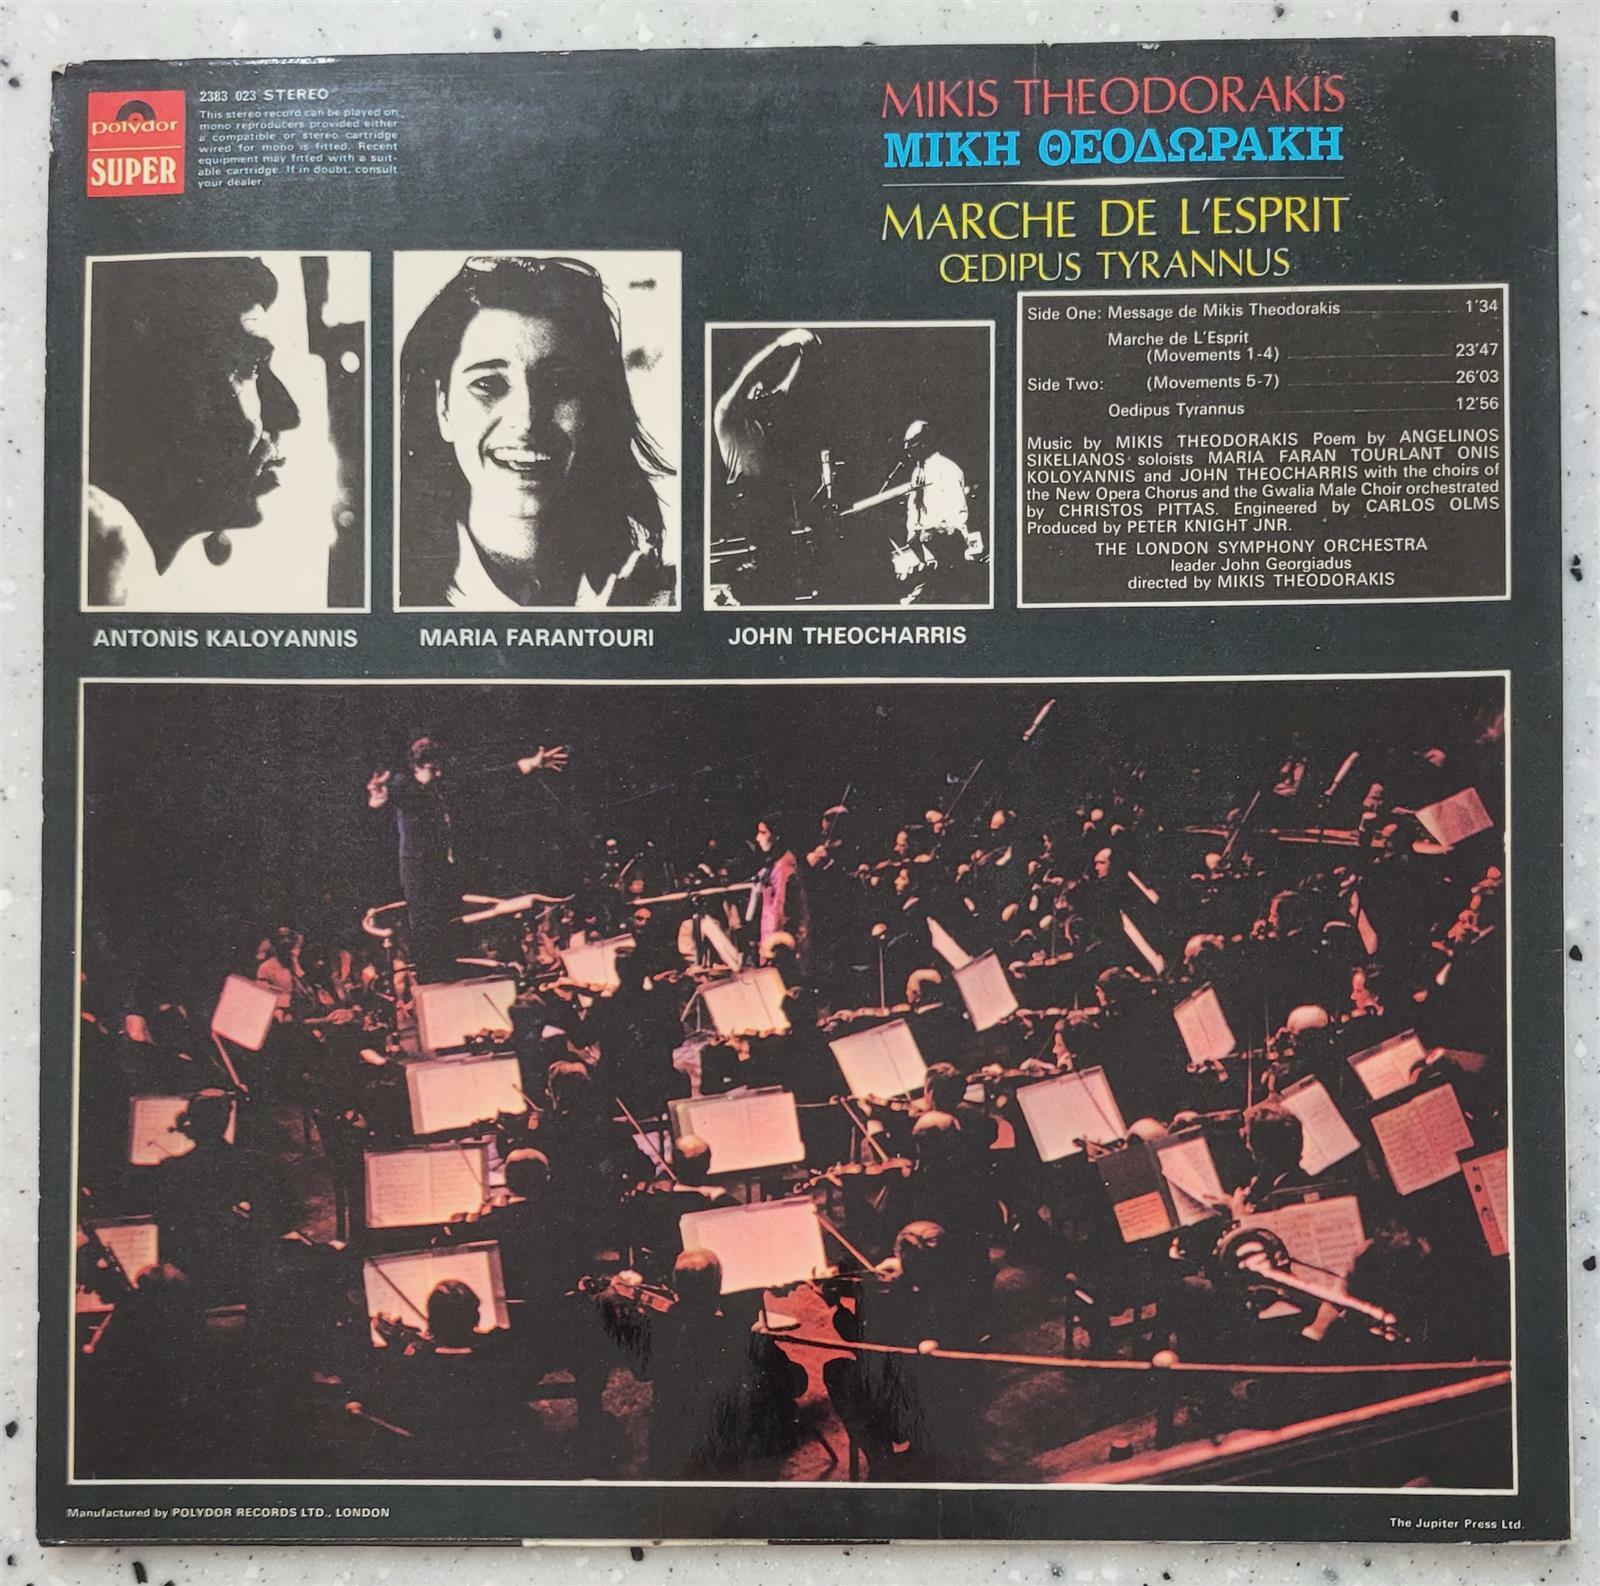 polydor
SUPER
2383 023 STEREO
This stereo record can be played on
mono reproducers provided either
a compatible or stereo cartridge
wired for mono is fitted. Recent
equipment may fitted with a suit-
able cartridge. If in doubt, consult
your dealer.
MIKIS THEODORAKIS
ΜΙΚΗ ΘΕΟΔΩΡΑΚΗ
MARCHE DE L'ESPRIT
ŒDIPUS TYRANNUS
Side One: Message de Mikis Theodorakis 1'34
Marche de L'Esprit
(Movements 1-4) 23'47
Side Two: (Movements 5-7) 26'03
Oedipus Tyrannus 12'56
Music by MIKIS THEODORAKIS Poem by ANGELINOS
SIKELIANOS soloists MARIA FARAN TOURLANT ONIS
KOLOYANNIS and JOHN THEOCHARRIS with the choirs of
the New Opera Chorus and the Gwalia Male Choir orchestrated
by CHRISTOS PITTAS. Engineered by CARLOS OLMS
Produced by PETER KNIGHT JNR.
THE LONDON SYMPHONY ORCHESTRA
leader John Georgiadus
directed by MIKIS THEODORAKIS
ANTONIS KALOYANNIS
MARIA FARANTOURI
JOHN THEOCHARRIS
Manufactured by POLYDOR RECORDS LTD., LONDON
The Jupiter Press Ltd.